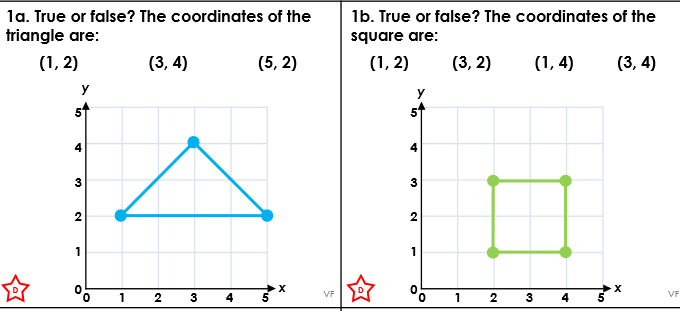 1a. True or false? The coordinates of the
triangle are:
(1, 2) (3, 4) (5, 2)
y
5
4
3
2
1
0
0 1 2 3 4 5 x
D
VF
1b. True or false? The coordinates of the
square are:
(1, 2) (3, 2) (1, 4) (3, 4)
y
5
4
3
2
1
0
0 1 2 3 4 5 x
D
VF